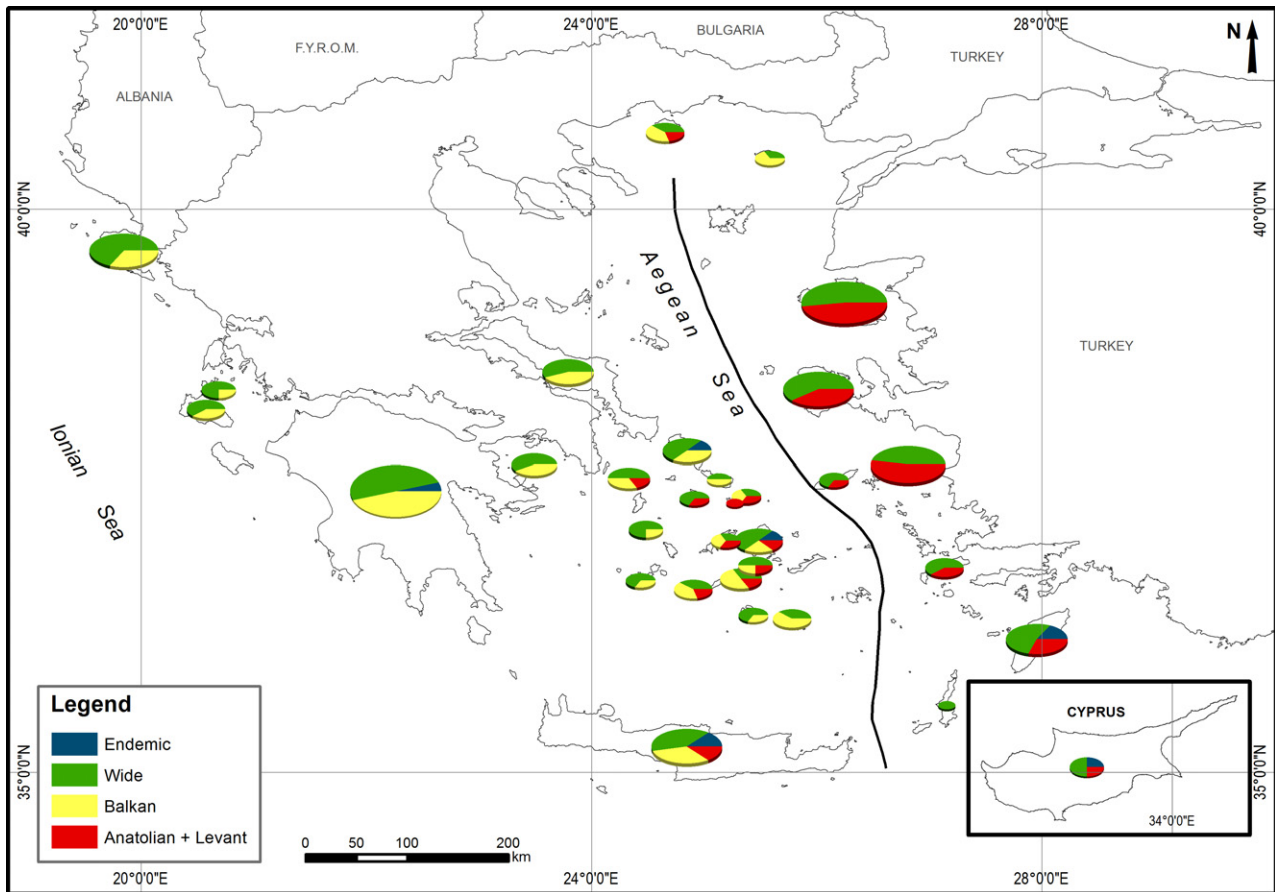 20°0'0"E
24°0'0"E
28°0'0"E
F.Y.R.O.M.
BULGARIA
N
TURKEY
ALBANIA
40°0'0"N
40°0'0"N
Aegean
Sea
TURKEY
Ionian
Sea
Legend
Endemic
Wide
Balkan
Anatolian + Levant
CYPRUS
34°0'0"E
35°0'0"N
35°0'0"N
0 50 100 200
km
20°0'0"E
24°0'0"E
28°0'0"E